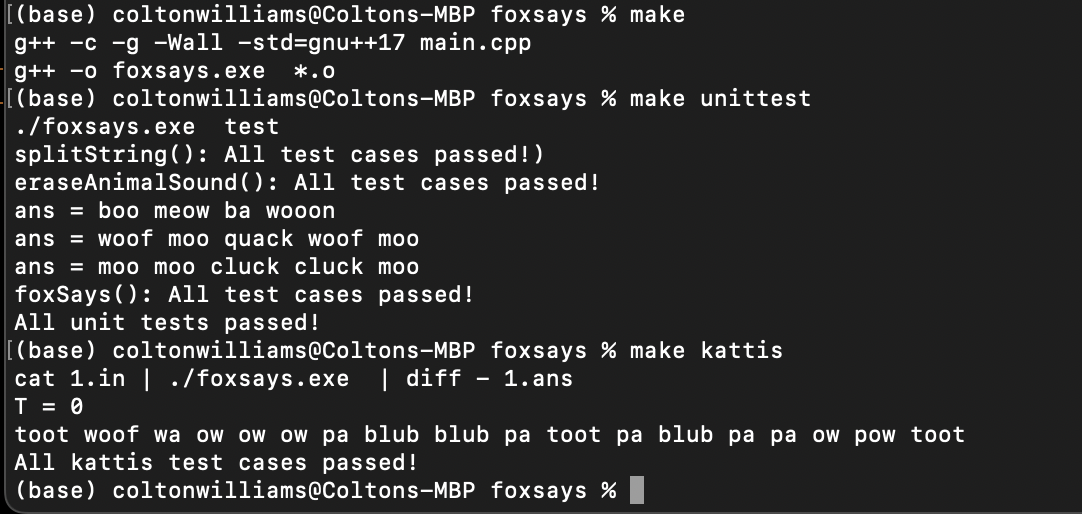 [(base) coltonwilliams@Coltons-MBP foxsays % make
g++ -c -g -Wall -std=gnu++17 main.cpp
g++ -o foxsays.exe  *.o
[(base) coltonwilliams@Coltons-MBP foxsays % make unittest
./foxsays.exe  test
splitString(): All test cases passed!)
eraseAnimalSound(): All test cases passed!
ans = boo meow ba wooon
ans = woof moo quack woof moo
ans = moo moo cluck cluck moo
foxSays(): All test cases passed!
All unit tests passed!
[(base) coltonwilliams@Coltons-MBP foxsays % make kattis
cat 1.in | ./foxsays.exe  | diff - 1.ans
T = 0
toot woof wa ow ow ow pa blub blub pa toot pa blub pa pa ow pow toot
All kattis test cases passed!
(base) coltonwilliams@Coltons-MBP foxsays %